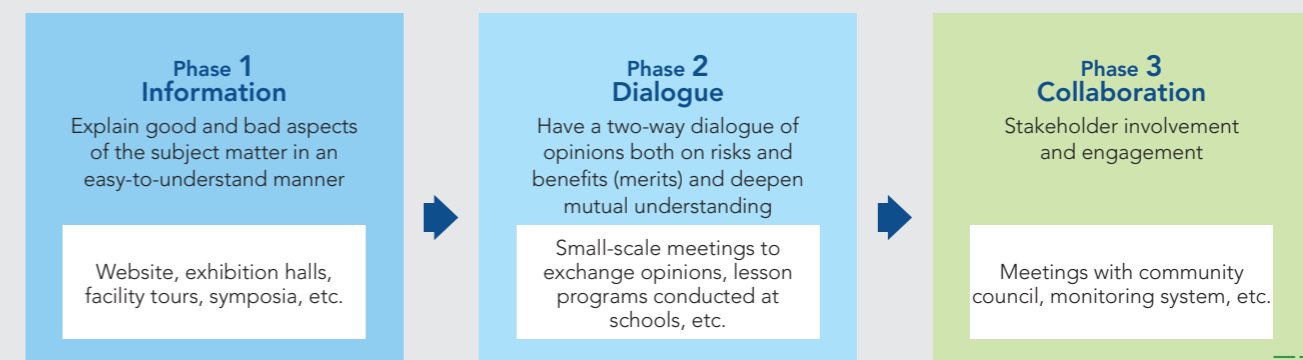 Phase 1
Information
Explain good and bad aspects
of the subject matter in an
easy-to-understand manner
Website, exhibition halls,
facility tours, symposia, etc.
Phase 2
Dialogue
Have a two-way dialogue of
opinions both on risks and
benefits (merits) and deepen
mutual understanding
Small-scale meetings to
exchange opinions, lesson
programs conducted at
schools, etc.
Phase 3
Collaboration
Stakeholder involvement
and engagement
Meetings with community
council, monitoring system, etc.